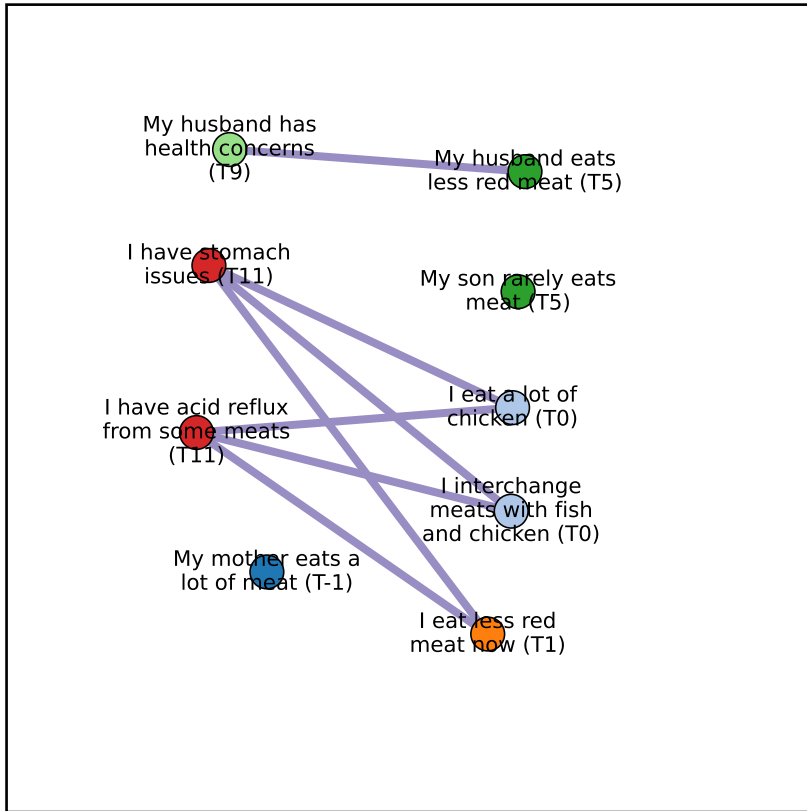 My husband has
health concerns
(T9)
My husband eats
less red meat (T5)
I have stomach
issues (T11)
My son rarely eats
meat (T5)
I eat a lot of
chicken (T0)
I have acid reflux
from some meats
(T11)
I interchange
meats with fish
and chicken (T0)
My mother eats a
lot of meat (T-1)
I eat less red
meat now (T1)